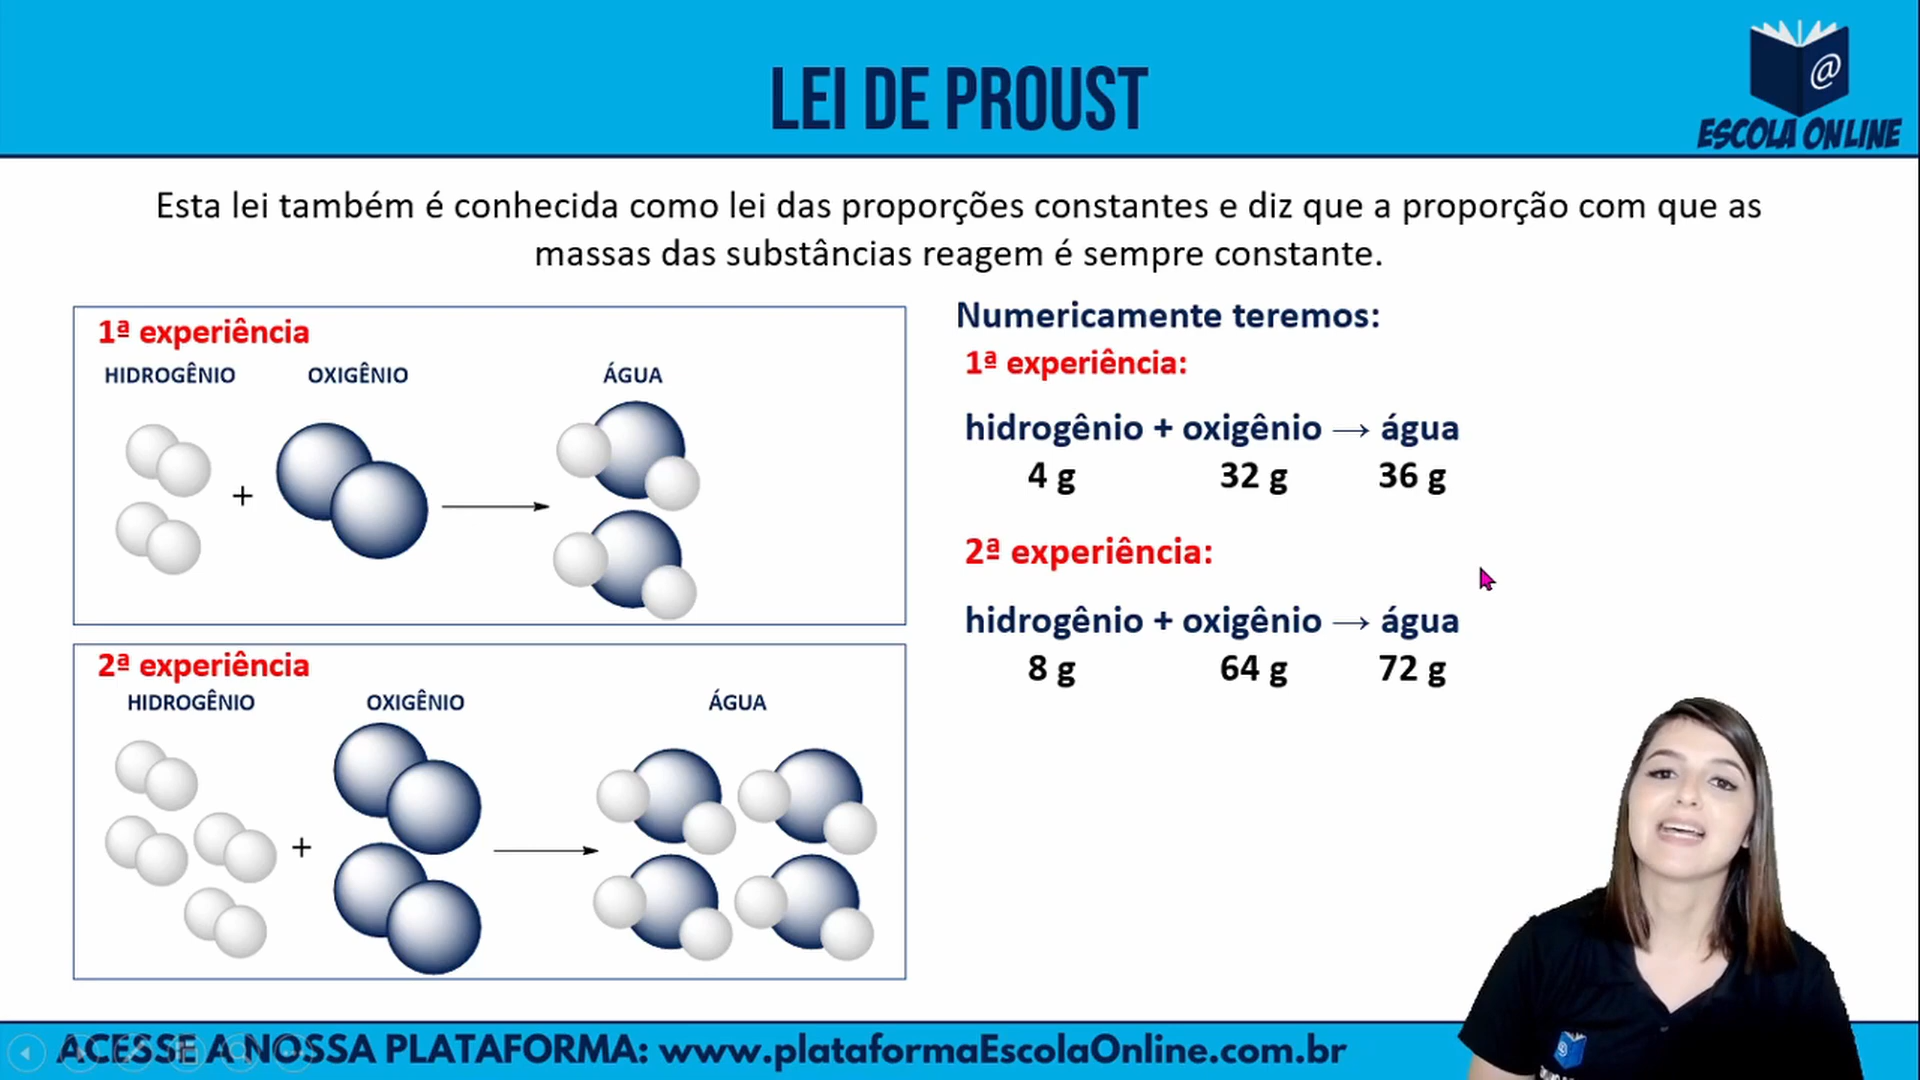 LEI DE PROUST
@
ESCOLA ONLINE
Esta lei também é conhecida como lei das proporções constantes e diz que a proporção com que as
massas das substâncias reagem é sempre constante.
1ª experiência
HIDROGÊNIO OXIGÊNIO ÁGUA
+
2ª experiência
HIDROGÊNIO OXIGÊNIO ÁGUA
+
Numericamente teremos:
1ª experiência:
hidrogênio + oxigênio → água
4 g 32 g 36 g
2ª experiência:
hidrogênio + oxigênio → água
8 g 64 g 72 g
ACESSE A NOSSA PLATAFORMA: www.plataformaEscolaOnline.com.br